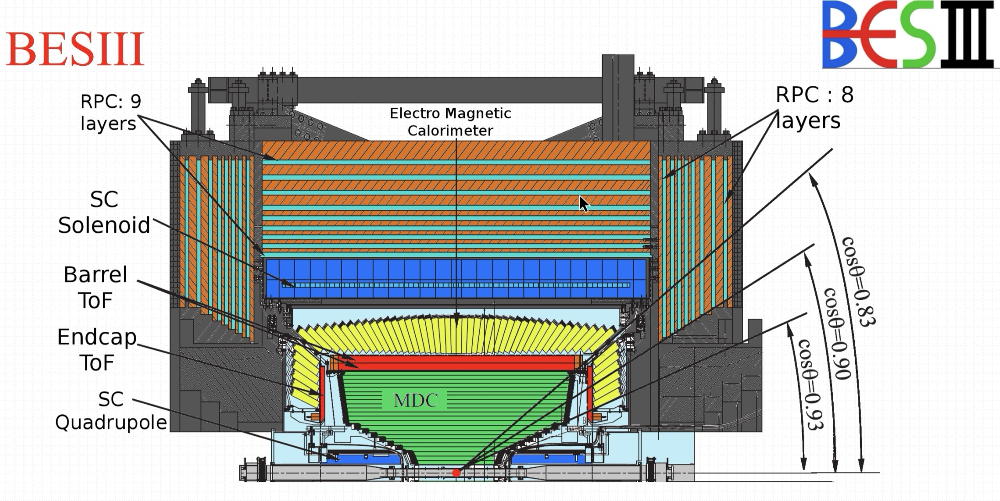 BESIII
BESIII
RPC: 9
layers
RPC : 8
layers
Electro Magnetic
Calorimeter
SC
Solenoid
Barrel
ToF
Endcap
ToF
SC
Quadrupole
MDC
B
cosθ=0.83
cosθ=0.90
cosθ=0.93